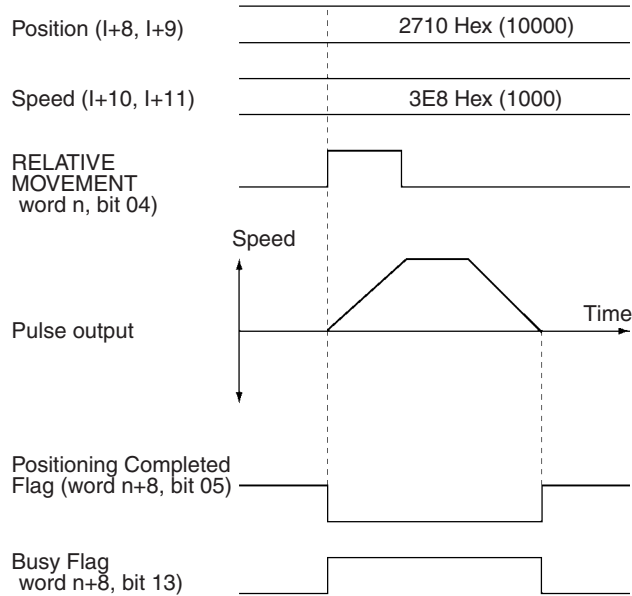 Position (I+8, I+9)
2710 Hex (10000)
Speed (I+10, I+11)
3E8 Hex (1000)
RELATIVE
MOVEMENT
word n, bit 04)
Speed
Time
Pulse output
Positioning Completed
Flag (word n+8, bit 05)
Busy Flag
word n+8, bit 13)